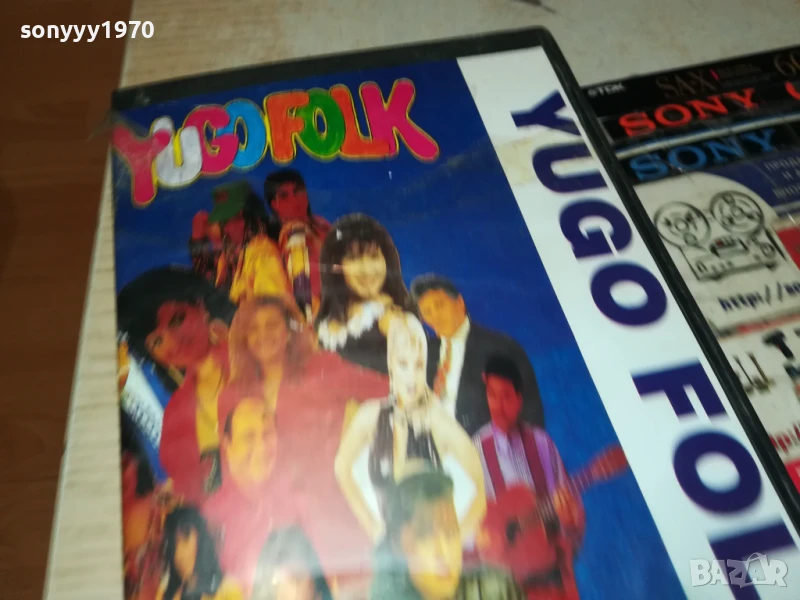 sonyyy1970
YUGOFOLK
YUGO FOL
TDK
SAX
SONY
SONY
http://
BAZAR